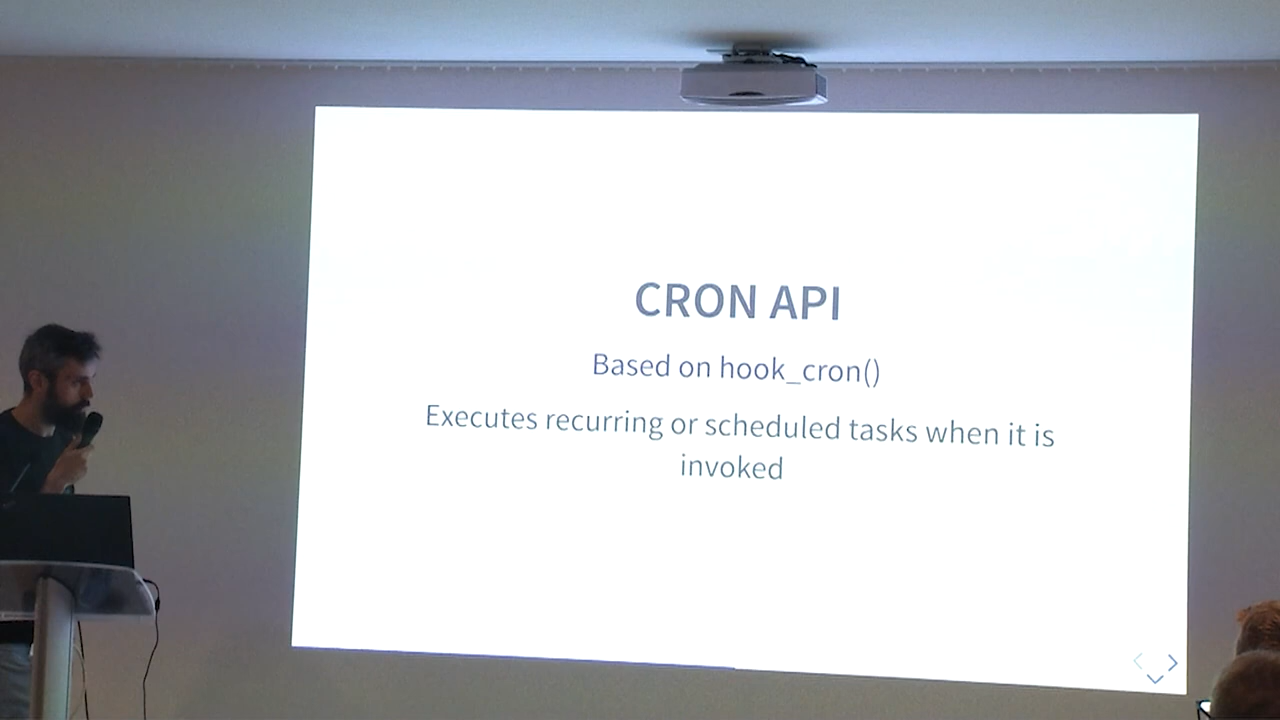 CRON API
Based on hook_cron()
Executes recurring or scheduled tasks when it is
invoked